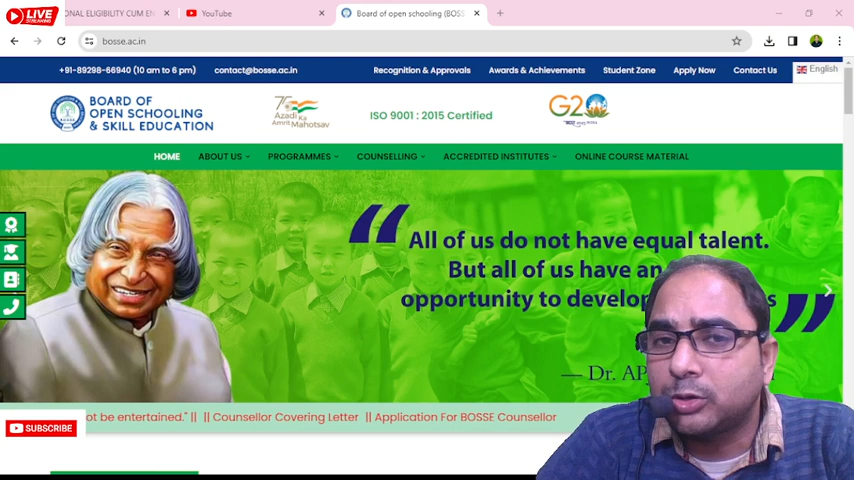 LIVE
STREAMING
IONAL ELIGIBILITY CUM EN
YouTube
Board of open schooling (BOSS
bosse.ac.in
+91-89298-66940 (10 am to 6 pm)
contact@bosse.ac.in
Recognition & Approvals
Awards & Achievements
Student Zone
Apply Now
Contact Us
English
BOARD OF
OPEN SCHOOLING
& SKILL EDUCATION
75
Azadi Ka
Amrit Mahotsav
ISO 9001 : 2015 Certified
G20
HOME
ABOUT US
PROGRAMMES
COUNSELLING
ACCREDITED INSTITUTES
ONLINE COURSE MATERIAL
“ All of us do not have equal talent.
But all of us have an
opportunity to develop s ”
— Dr. AP
ot be entertained." || || Counsellor Covering Letter || Application For BOSSE Counsellor
SUBSCRIBE